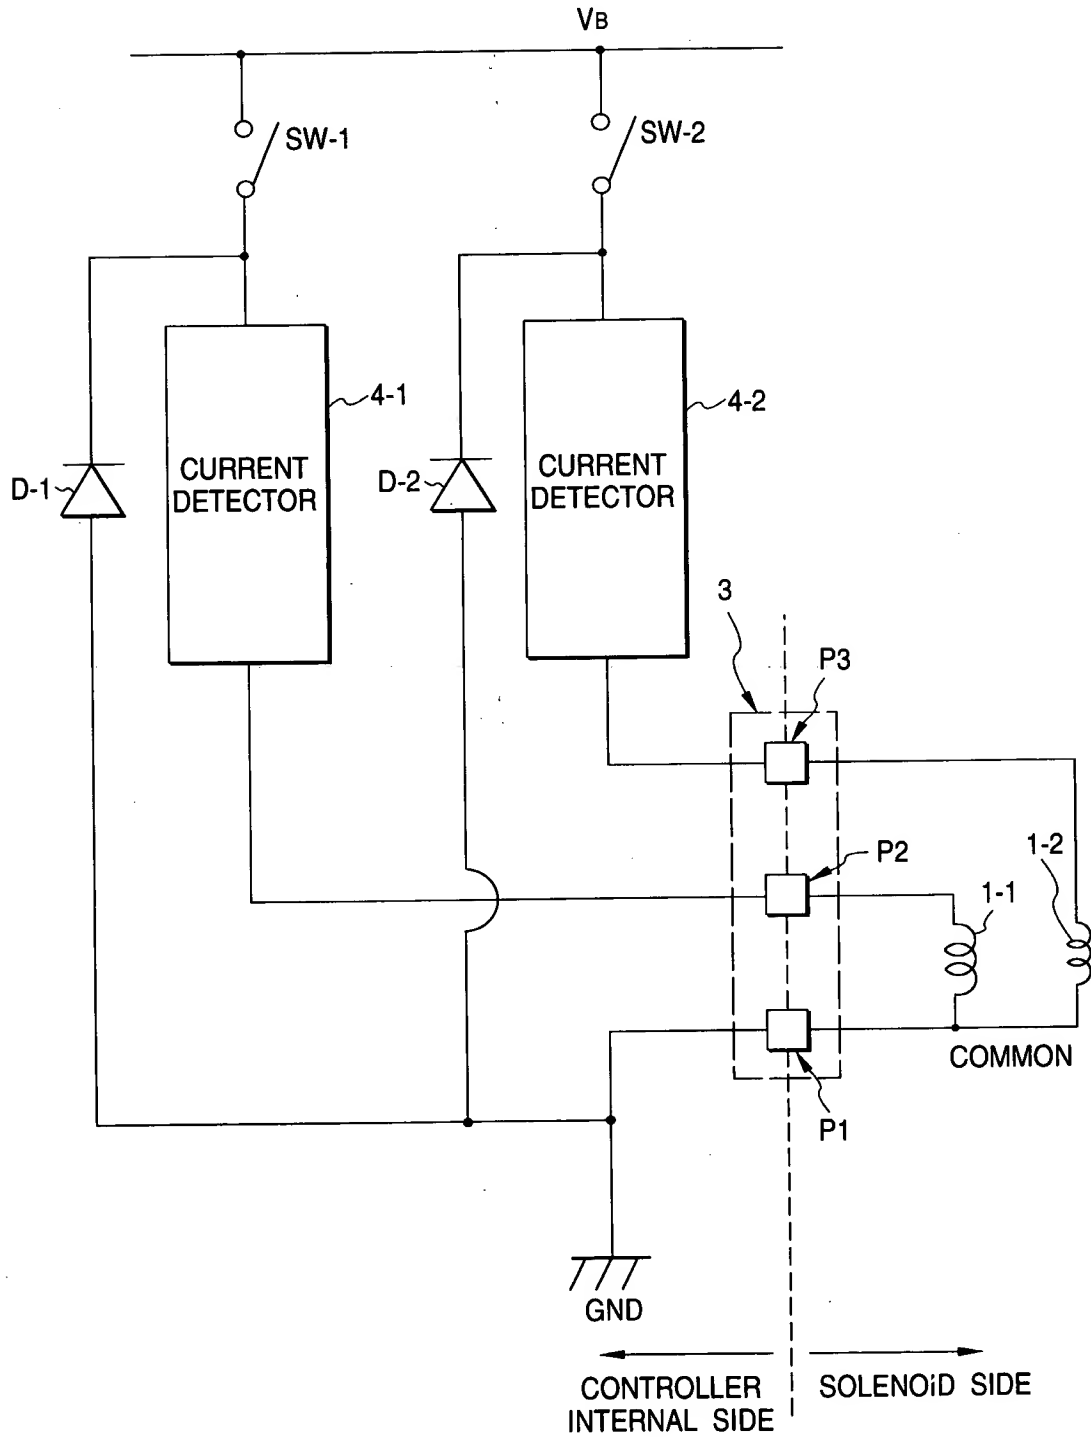 VB
SW-1
SW-2
4-1
4-2
CURRENT
DETECTOR
CURRENT
DETECTOR
D-1
D-2
3
P3
P2
1-2
1-1
COMMON
P1
GND
CONTROLLER
INTERNAL SIDE
SOLENOiD SIDE